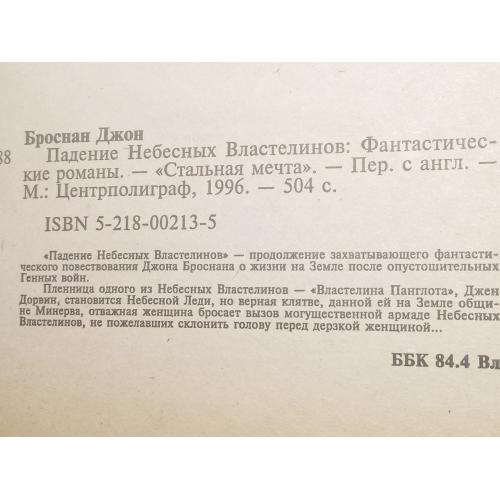 Броснан Джон
88 Падение Небесных Властелинов: Фантастичес-
кие романы. — «Стальная мечта». — Пер. с англ. —
М.: Центрполиграф, 1996. — 504 с.
ISBN 5-218-00213-5
«Падение Небесных Властелинов» — продолжение захватывающего фантасти-
ческого повествования Джона Броснана о жизни на Земле после опустошительных
Генных войн.
Пленница одного из Небесных Властелинов — «Властелина Панглота», Джен
Дорвин, становится Небесной Леди, но верная клятве, данной ей на Земле общи-
не Минерва, отважная женщина бросает вызов могущественной армаде Небесных
Властелинов, не пожелавших склонить голову перед дерзкой женщиной...
ББК 84.4 Вл